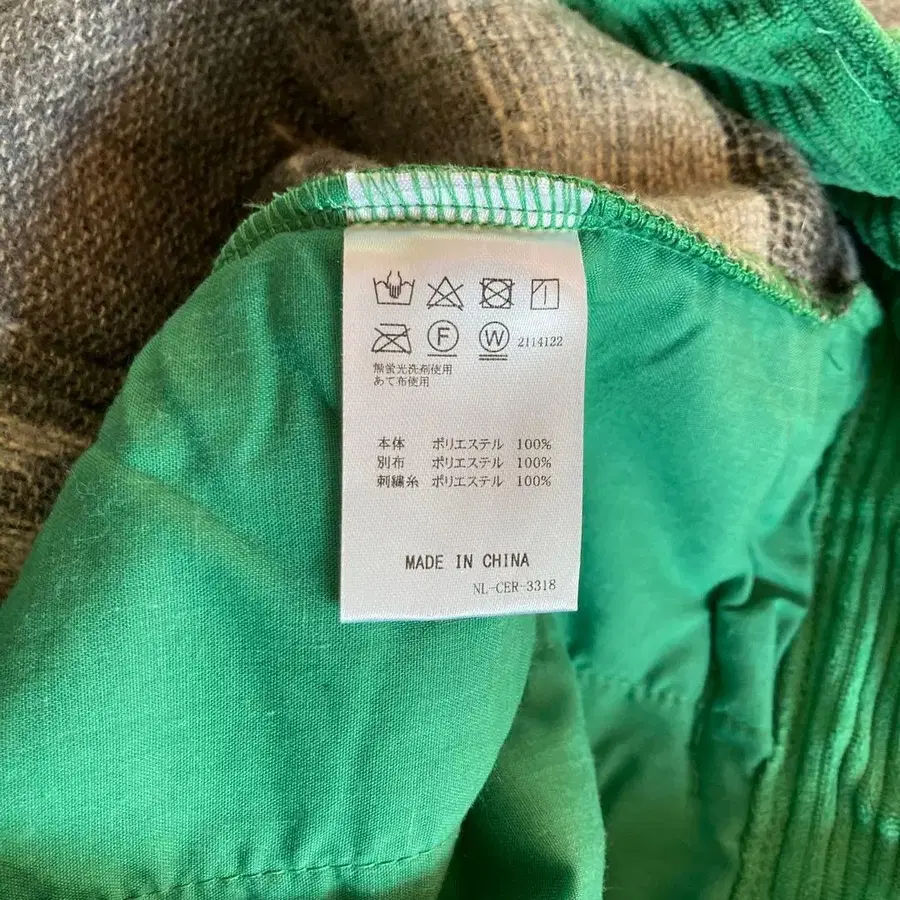 F W 2114122
無蛍光洗剤使用
あて布使用
本体 ポリエステル 100%
別布 ポリエステル 100%
刺繍糸 ポリエステル 100%
MADE IN CHINA
NL-CER-3318